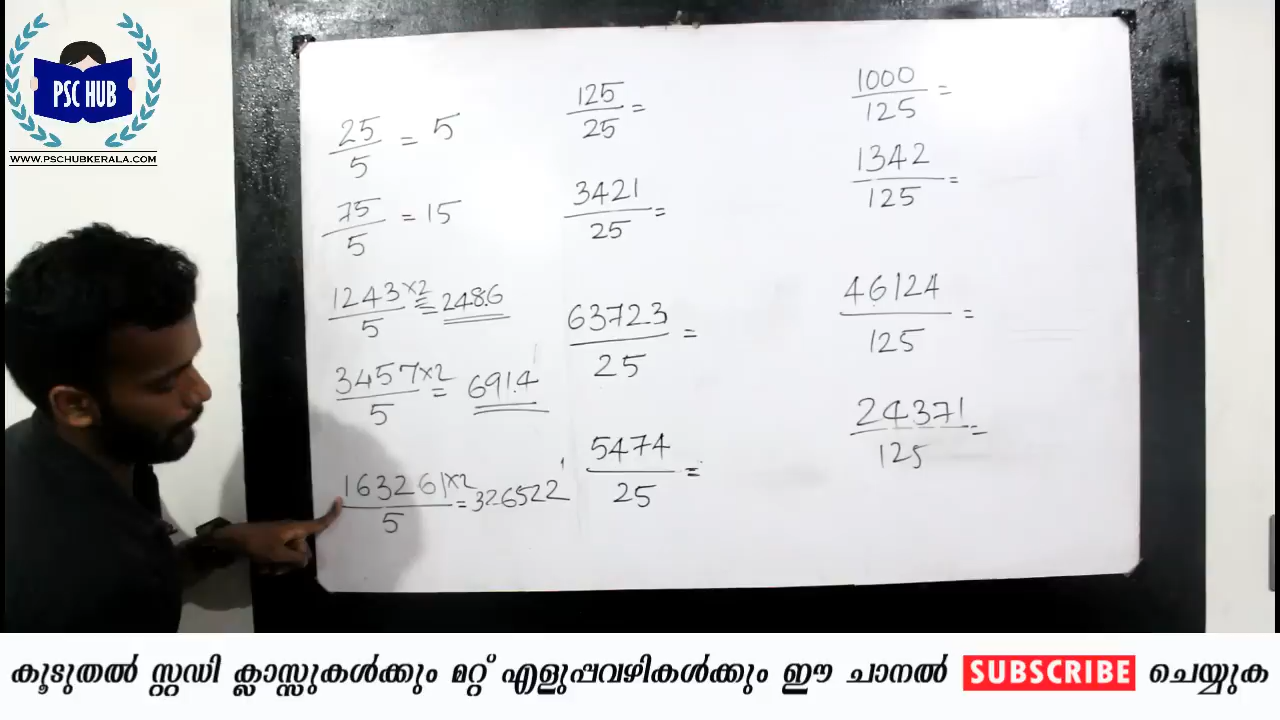 PSC HUB
WWW.PSCHUBKERALA.COM
25/5 = 5
75/5 = 15
1243×2/5 = 248.6
3457×2/5 = 691.4
163261×2/5 = 326522
125/25 =
3421/25 =
63723/25 =
5474/25 =
1000/125 =
1342/125 =
46124/125 =
24371/125 =
കൂടുതൽ സ്റ്റഡി ക്ലാസ്സുകൾക്കും മറ്റ് എളുപ്പവഴികൾക്കും ഈ ചാനൽ SUBSCRIBE ചെയ്യുക